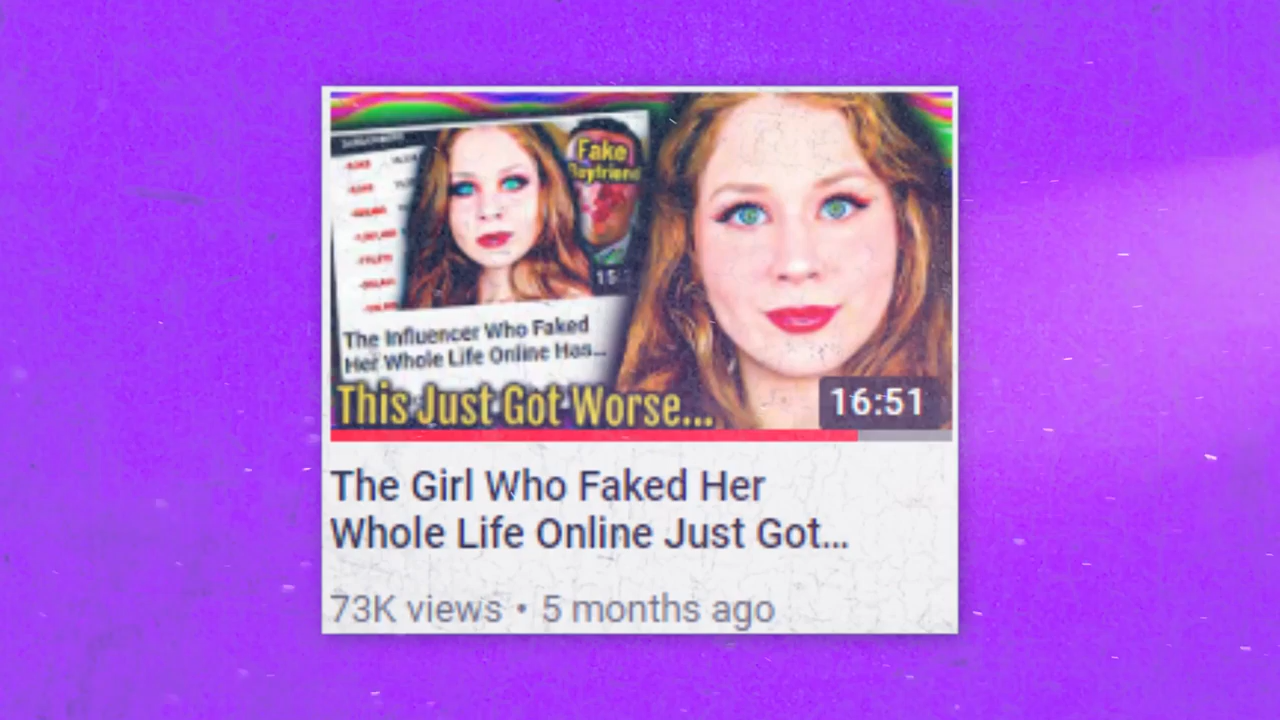 Fake
Boyfriend
The Influencer Who Faked
Her Whole Life Online Has...
This Just Got Worse...
16:51
The Girl Who Faked Her
Whole Life Online Just Got...
73K views • 5 months ago